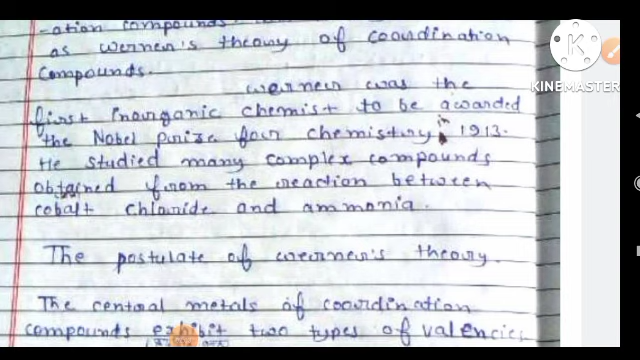 -ation compounds.
as werner's theory of coordination
compounds.
werner was the
first inorganic chemist to be awarded
the Nobel prize for chemistry in 1913.
He studied many complex compounds
obtained from the reaction between
cobalt chloride and ammonia.
The postulate of werner's theory.
The central metals of coordination
compounds exhibit two types of valencies
KINEMASTER